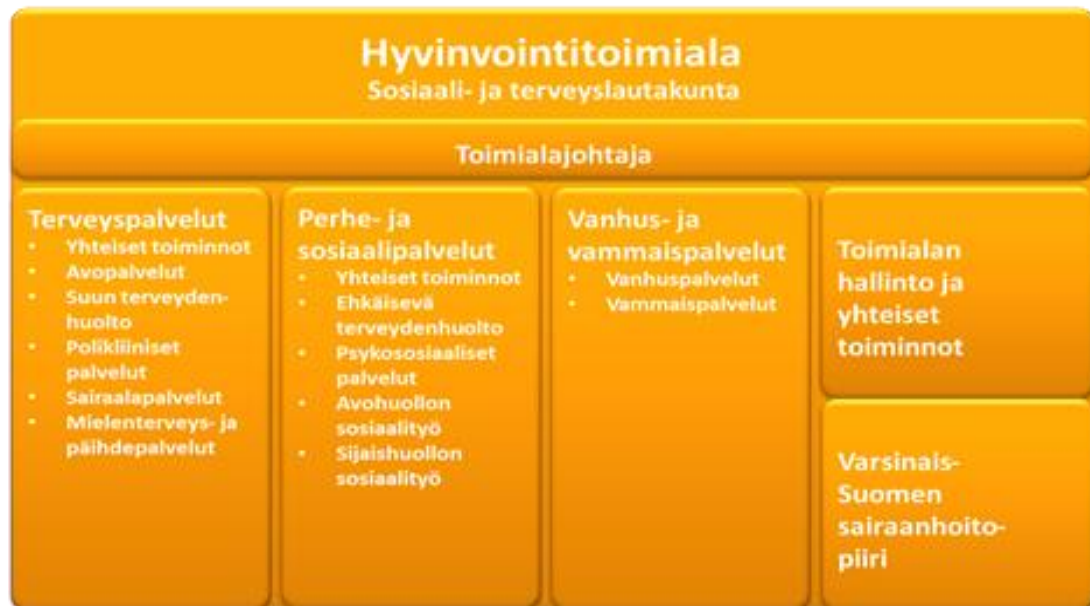 Hyvinvointitoimiala
Sosiaali- ja terveyslautakunta
Toimialajohtaja
Terveyspalvelut
• Yhteiset toiminnot
• Avopalvelut
• Suun terveyden-
huolto
• Polikliiniset
palvelut
• Sairaalapalvelut
• Mielenterveys- ja
päihdepalvelut
Perhe- ja
sosiaalipalvelut
• Yhteiset toiminnot
• Ehkäisevä
terveydenhuolto
• Psykososiaaliset
palvelut
• Avohuollon
sosiaalityö
• Sijaishuollon
sosiaalityö
Vanhus- ja
vammaispalvelut
• Vanhuspalvelut
• Vammaispalvelut
Toimialan
hallinto ja
yhteiset
toiminnot
Varsinais-
Suomen
sairaanhoito-
piiri